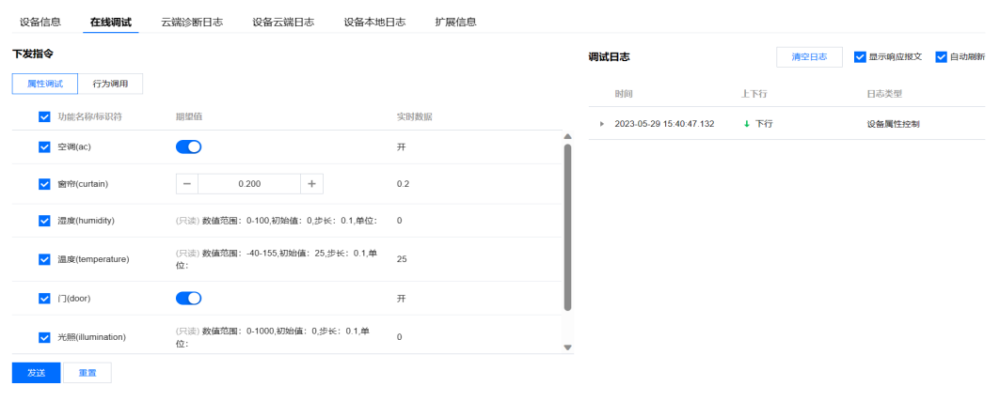 设备信息 在线调试 云端诊断日志 设备云端日志 设备本地日志 扩展信息
下发指令
属性调试 行为调用
功能名称/标识符 期望值 实时数据
空调(ac) 开
窗帘(curtain) 0.200 0.2
湿度(humidity) (只读) 数值范围：0-100,初始值：0,步长：0.1,单位： 0
温度(temperature) (只读) 数值范围：-40-155,初始值：25,步长：0.1,单
位： 25
门(door) 开
光照(illumination) (只读) 数值范围：0-1000,初始值：0,步长：0.1,单
位： 0
发送 重置
调试日志 清空日志 显示响应报文 自动刷新
时间 上下行 日志类型
2023-05-29 15:40:47.132 下行 设备属性控制